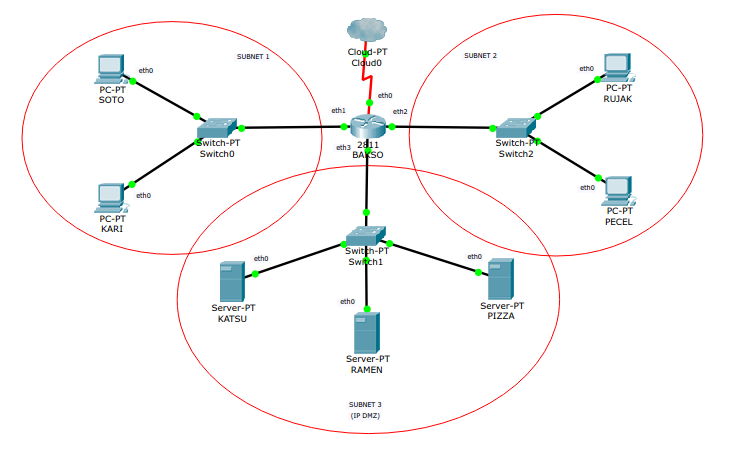 Cloud-PT
Cloud0
SUBNET 1
SUBNET 2
eth0
PC-PT
SOTO
eth0
PC-PT
RUJAK
eth0
eth1
eth2
Switch-PT
Switch0
2811
BAKSO
eth3
Switch-PT
Switch2
eth0
PC-PT
KARI
eth0
PC-PT
PECEL
Switch-PT
Switch1
eth0
Server-PT
KATSU
eth0
Server-PT
PIZZA
eth0
Server-PT
RAMEN
SUBNET 3
(IP DMZ)